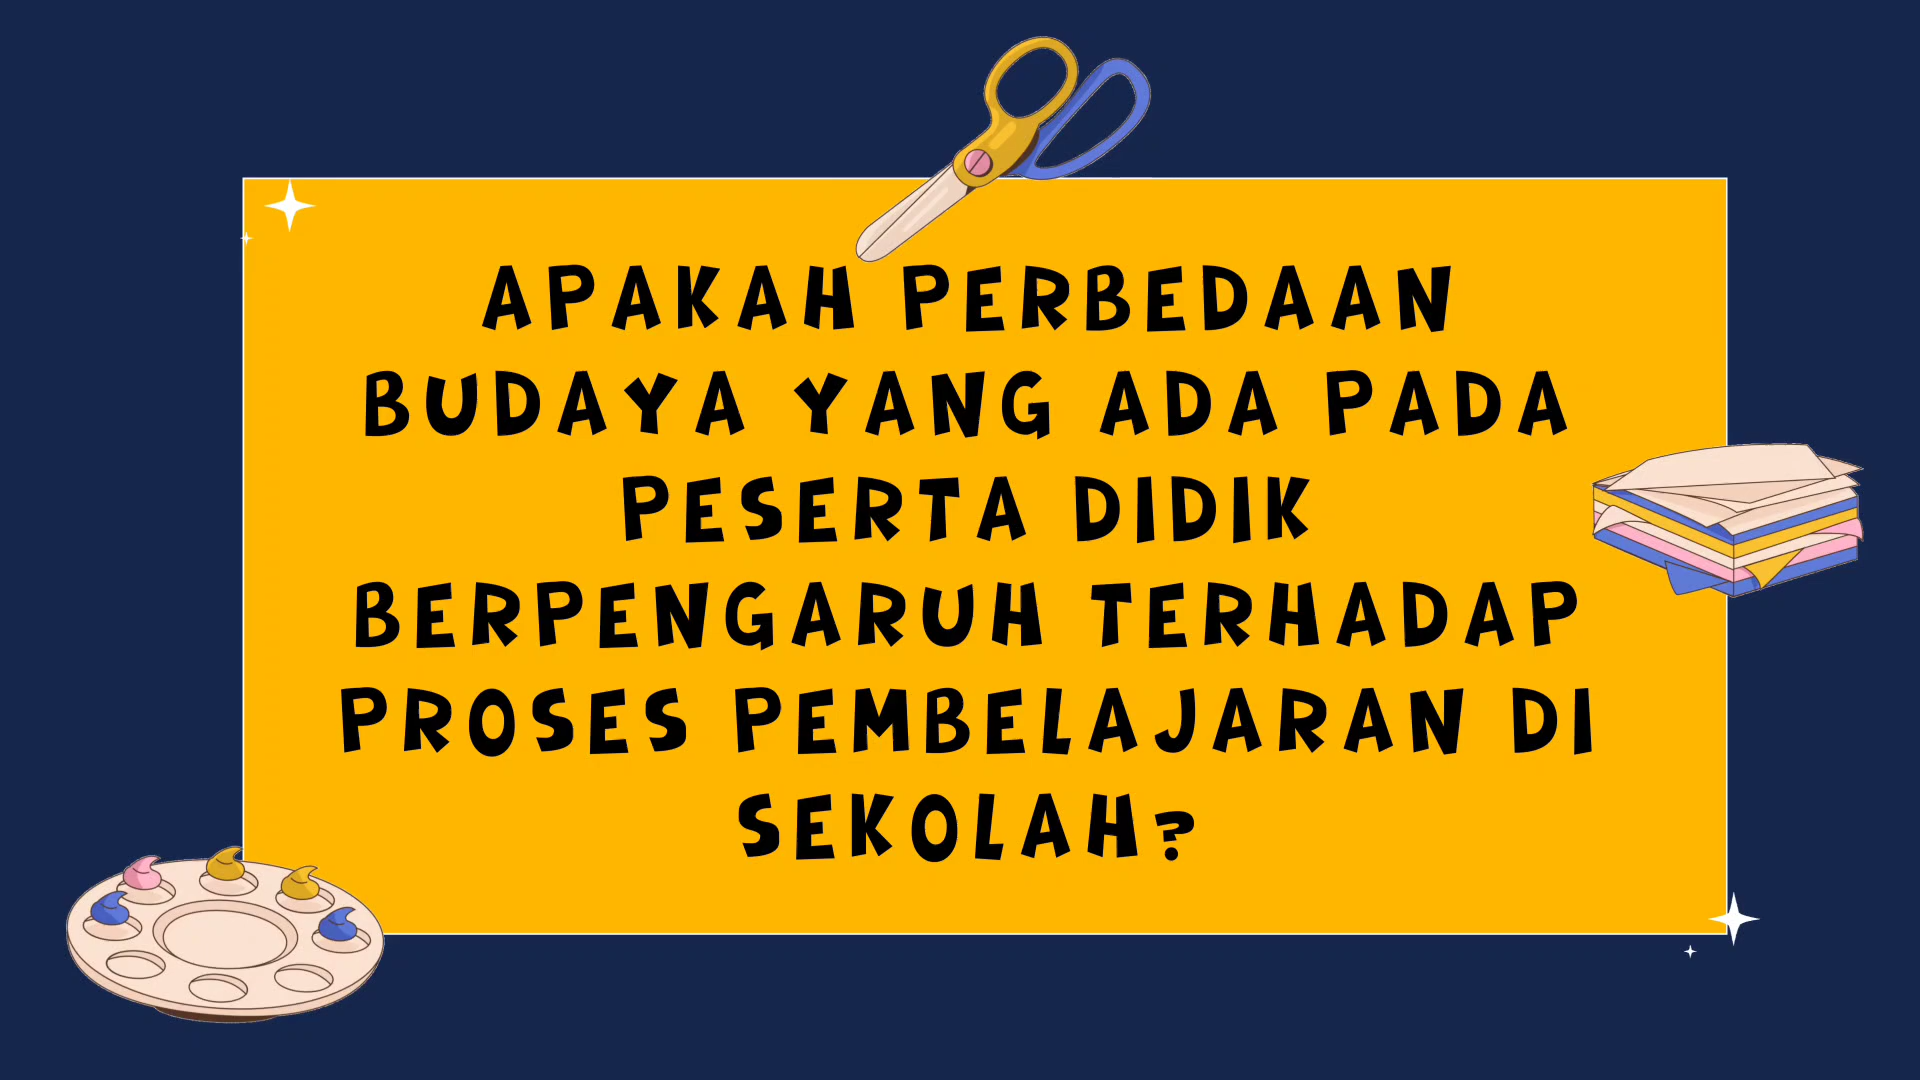 APAKAH PERBEDAAN
BUDAYA YANG ADA PADA
PESERTA DIDIK
BERPENGARUH TERHADAP
PROSES PEMBELAJARAN DI
SEKOLAH?